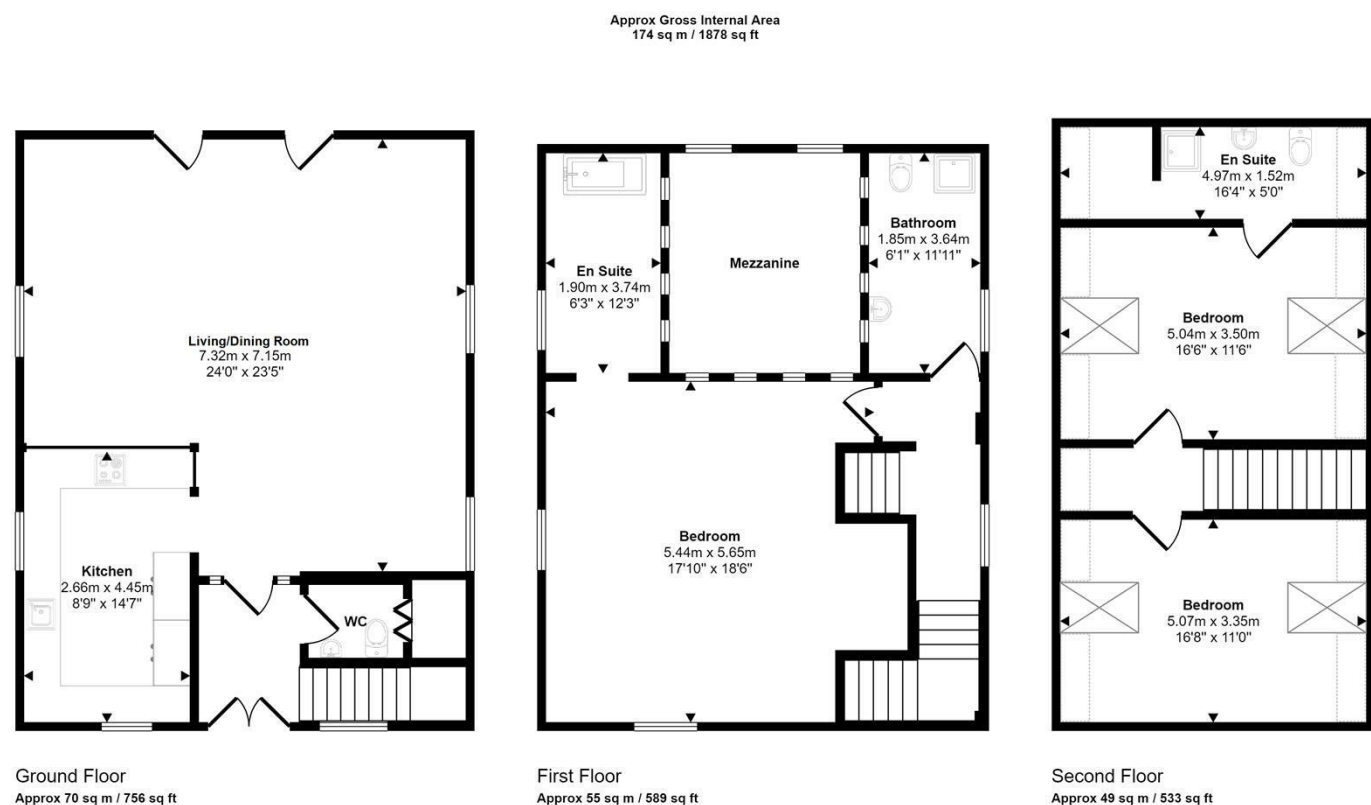 Approx Gross Internal Area
174 sq m / 1878 sq ft
Living/Dining Room
7.32m x 7.15m
24'0" x 23'5"
Kitchen
2.66m x 4.45m
8'9" x 14'7"
WC
Ground Floor
Approx 70 sq m / 756 sq ft
En Suite
1.90m x 3.74m
6'3" x 12'3"
Mezzanine
Bathroom
1.85m x 3.64m
6'1" x 11'11"
Bedroom
5.44m x 5.65m
17'10" x 18'6"
First Floor
Approx 55 sq m / 589 sq ft
En Suite
4.97m x 1.52m
16'4" x 5'0"
Bedroom
5.04m x 3.50m
16'6" x 11'6"
Bedroom
5.07m x 3.35m
16'8" x 11'0"
Second Floor
Approx 49 sq m / 533 sq ft